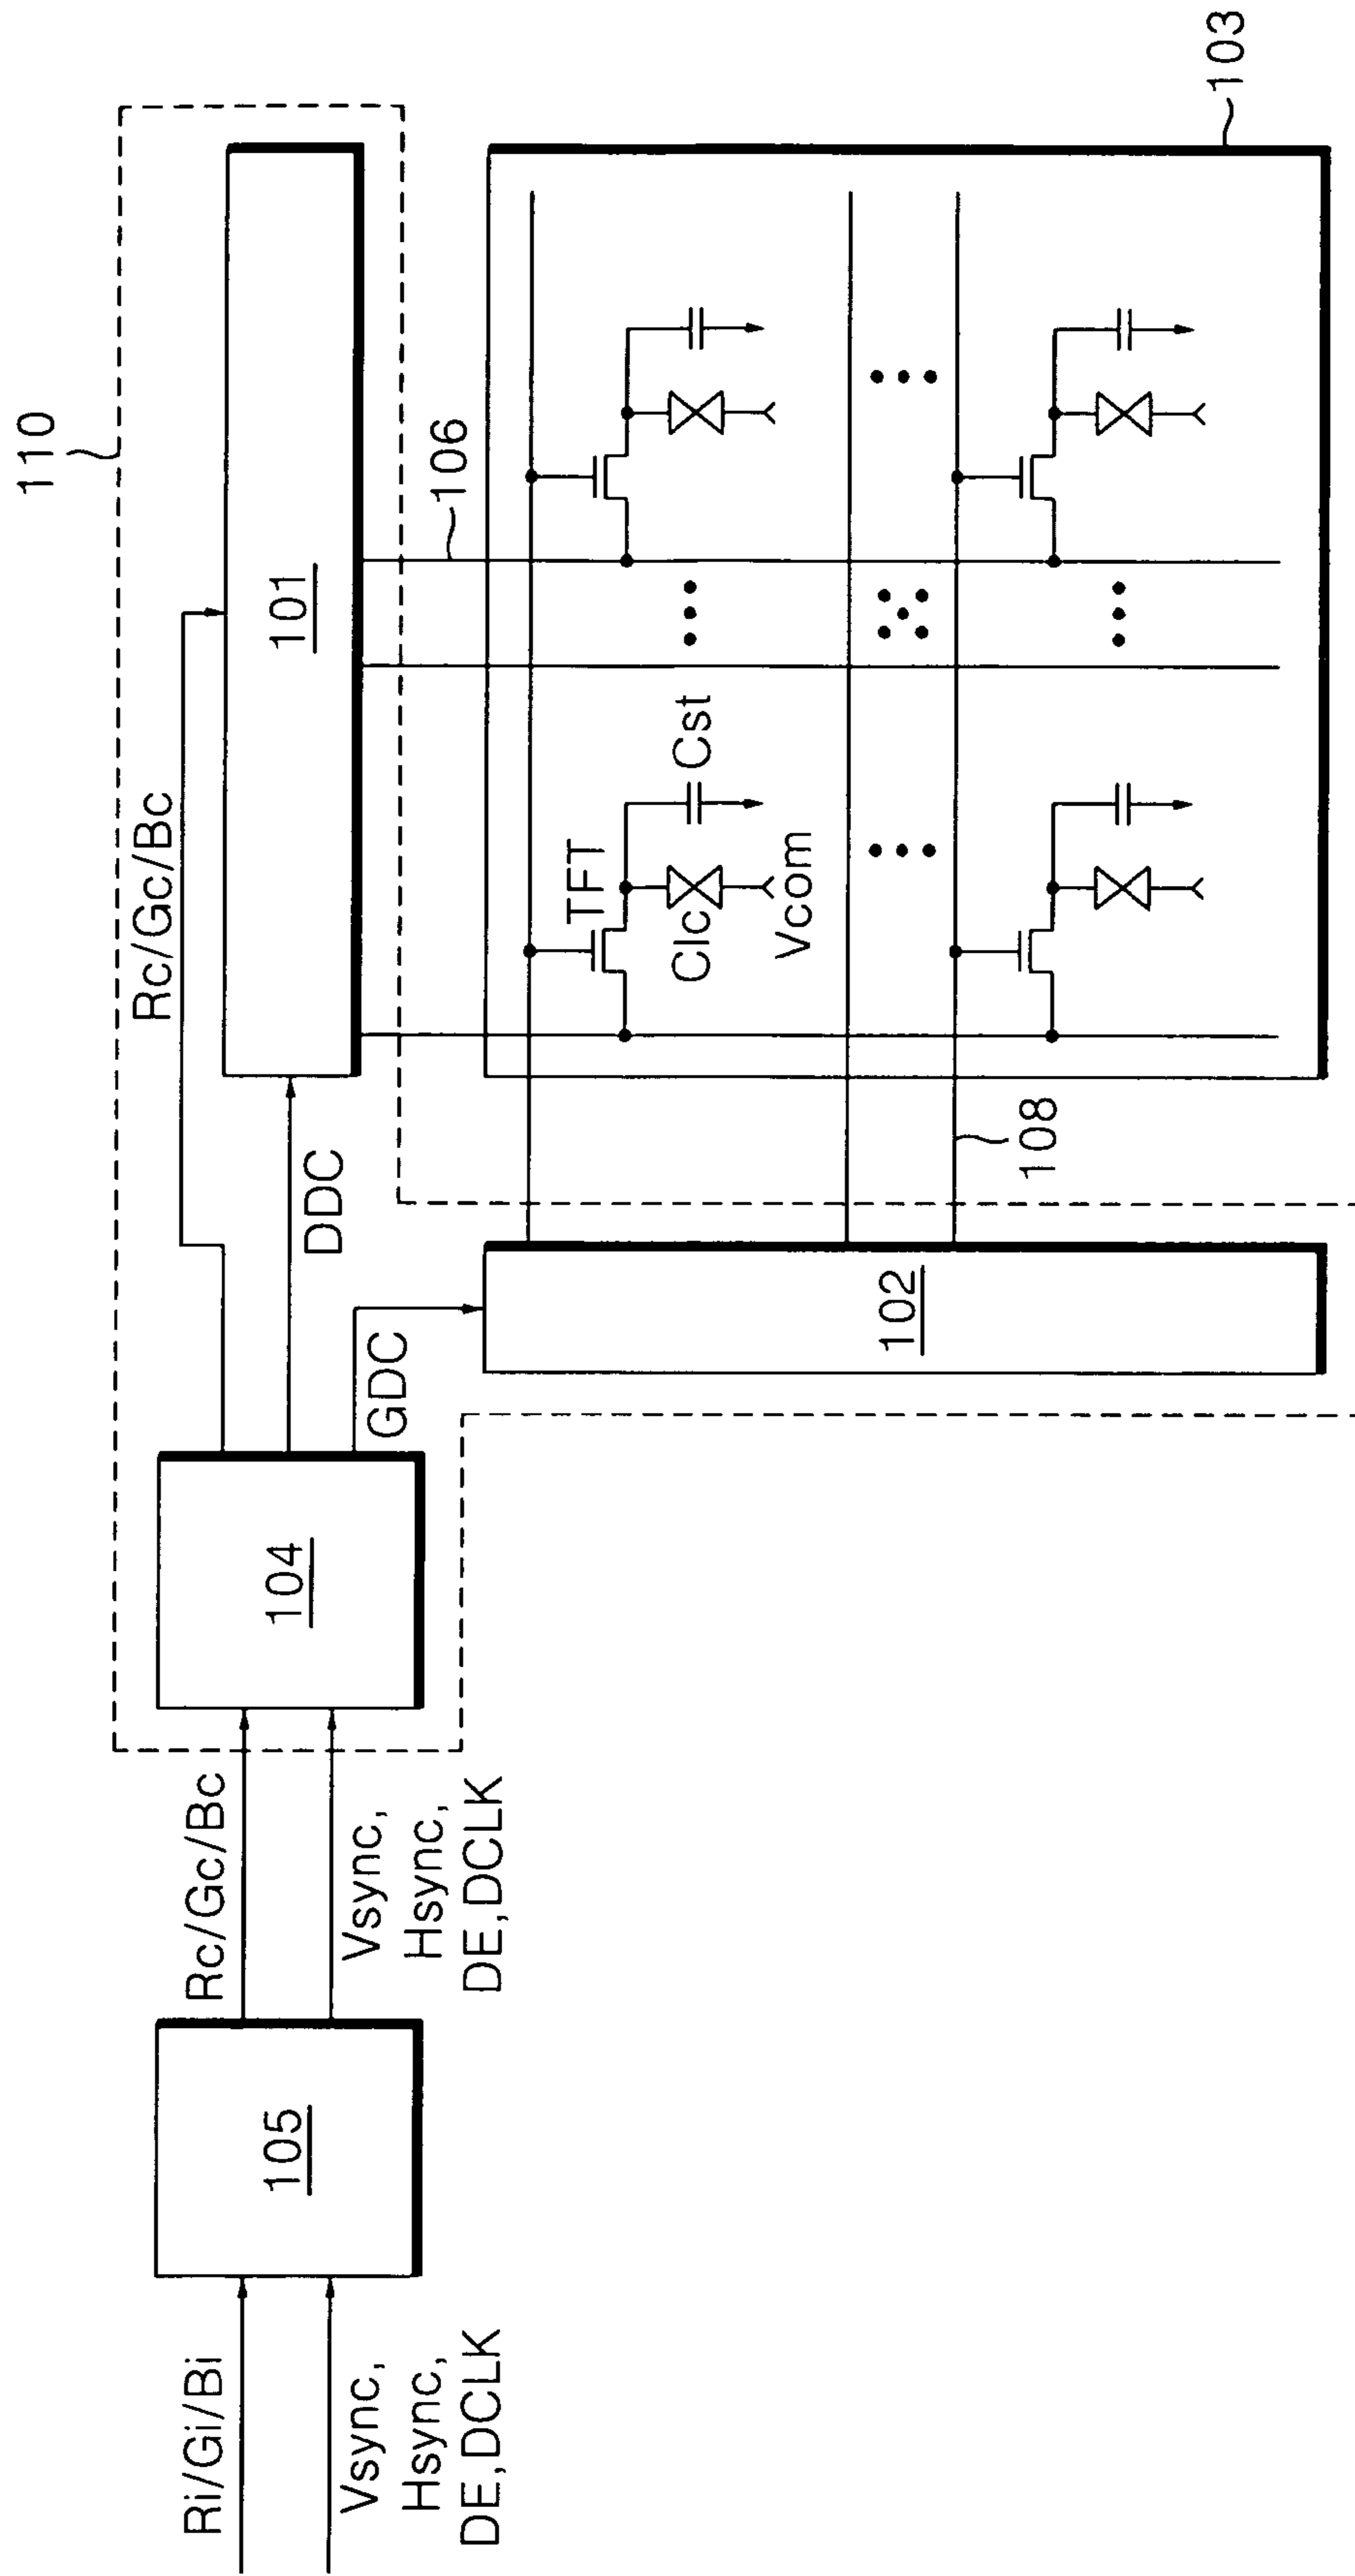 110
Rc/Gc/Bc
101
106
103
DDC
GDC
104
105
Ri/Gi/Bi
Vsync,
Hsync,
DE,DCLK
Rc/Gc/Bc
Vsync,
Hsync,
DE,DCLK
102
108
TFT
Clc
Cst
Vcom